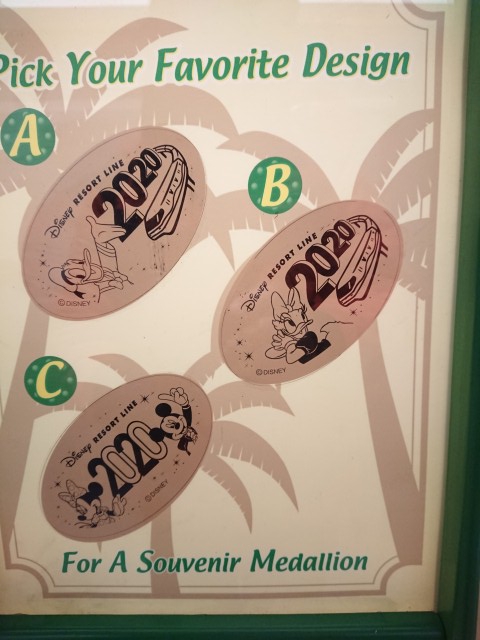 Pick Your Favorite Design
A
DISNEY RESORT LINE
2020
©DISNEY
B
DISNEY RESORT LINE
2020
©DISNEY
C
DISNEY RESORT LINE
2020
©DISNEY
For A Souvenir Medallion